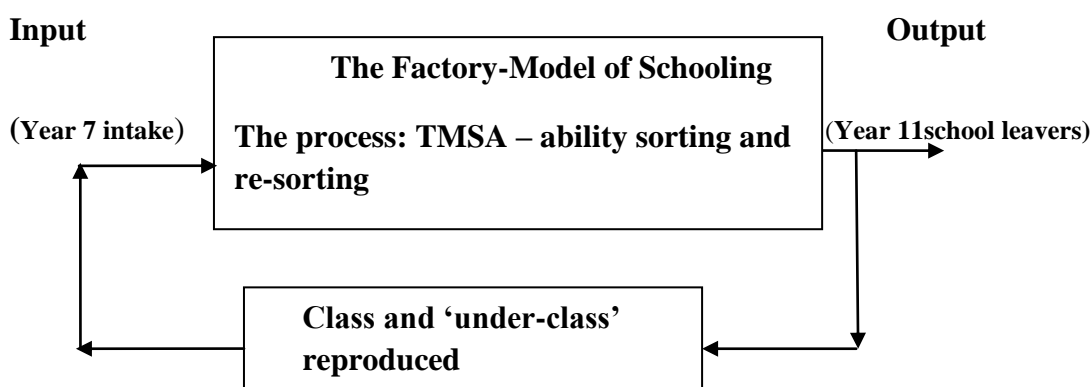 Input
Output
The Factory-Model of Schooling
(Year 7 intake)
The process: TMSA – ability sorting and
re-sorting
(Year 11school leavers)
Class and ‘under-class’
reproduced